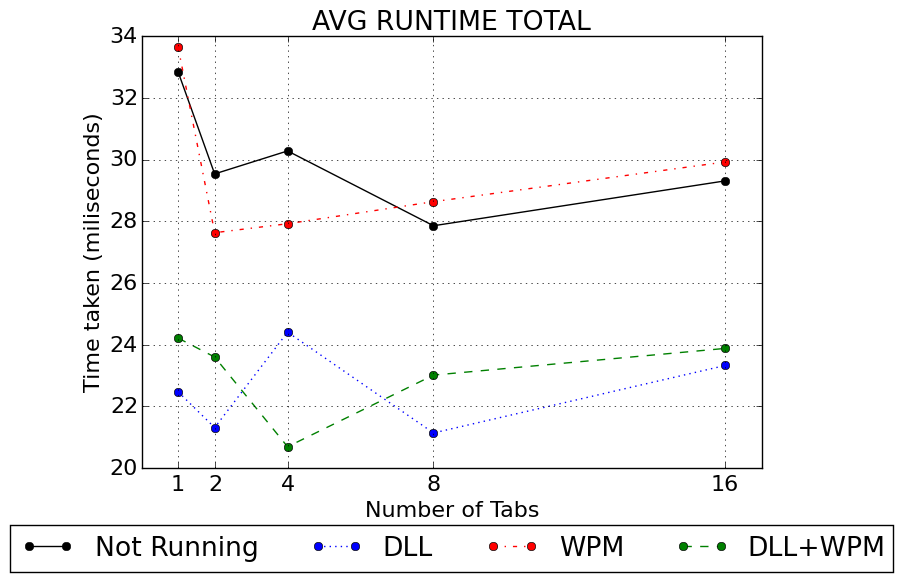 AVG RUNTIME TOTAL
34
32
30
28
26
24
22
20
Time taken (miliseconds)
1 2 4 8 16
Number of Tabs
Not Running DLL WPM DLL+WPM